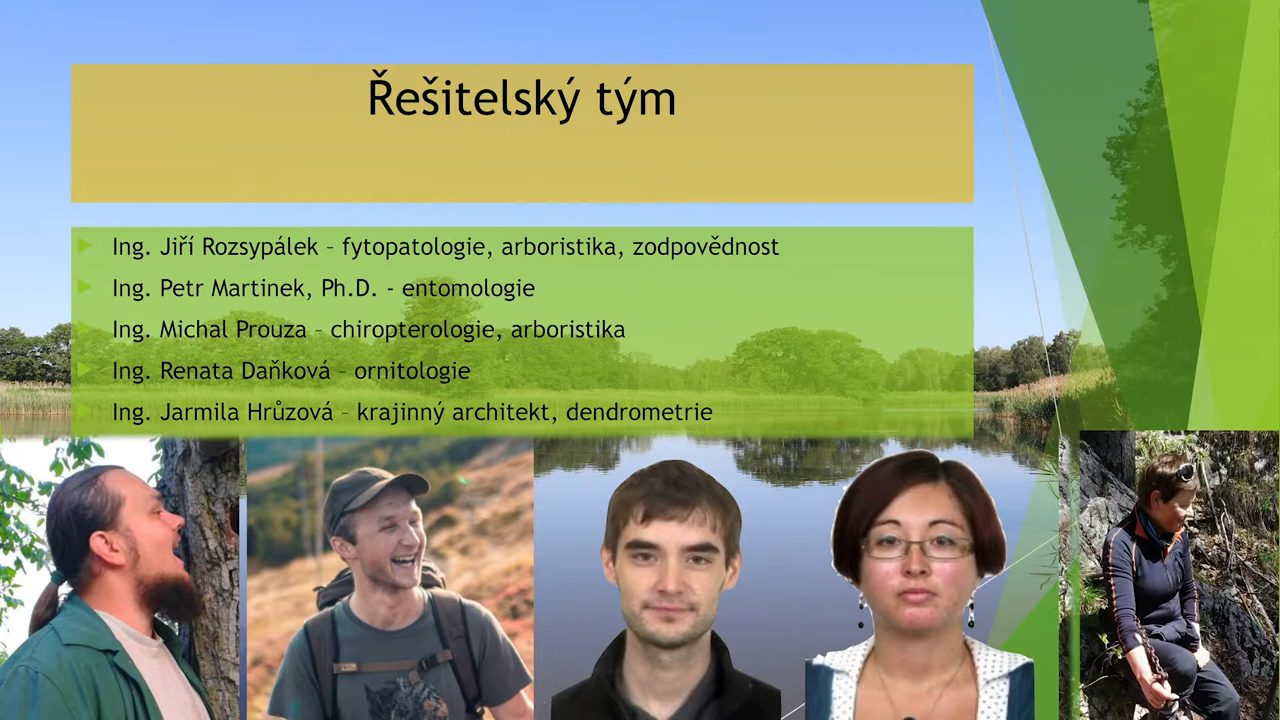 Řešitelský tým
Ing. Jiří Rozsypálek – fytopatologie, arboristika, zodpovědnost
Ing. Petr Martinek, Ph.D. - entomologie
Ing. Michal Prouza – chiropterologie, arboristika
Ing. Renata Daňková – ornitologie
Ing. Jarmila Hrůzová – krajinný architekt, dendrometrie